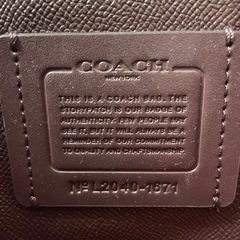 COACH
NEW YORK
THIS IS A COACH BAG. THE
STORYPATCH IS OUR BADGE OF
AUTHENTICITY. FEW PEOPLE MAY
SEE IT, BUT IT WILL ALWAYS BE A
REMINDER OF OUR COMMITMENT
TO QUALITY AND CRAFTSMANSHIP.
Nº L2040-1671